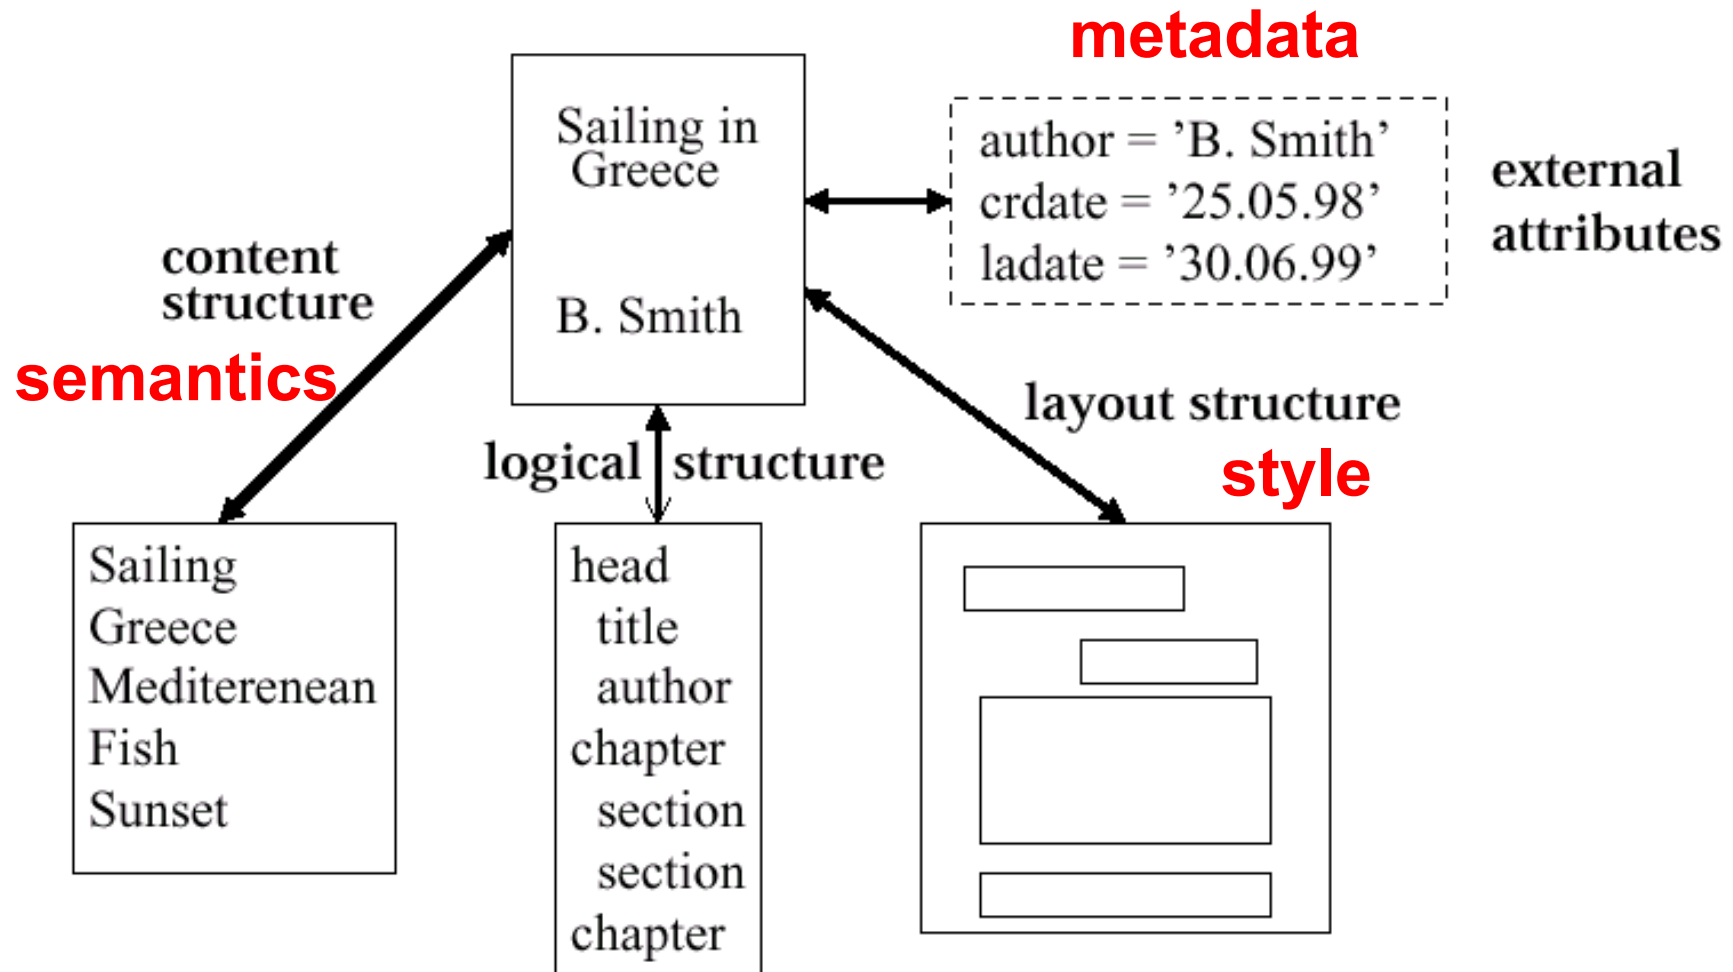 metadata
Sailing in
Greece
B. Smith
author = ’B. Smith’
crdate = ’25.05.98’
ladate = ’30.06.99’
external
attributes
content
structure
semantics
logical structure
layout structure
style
Sailing
Greece
Mediterenean
Fish
Sunset
head
title
author
chapter
section
section
chapter